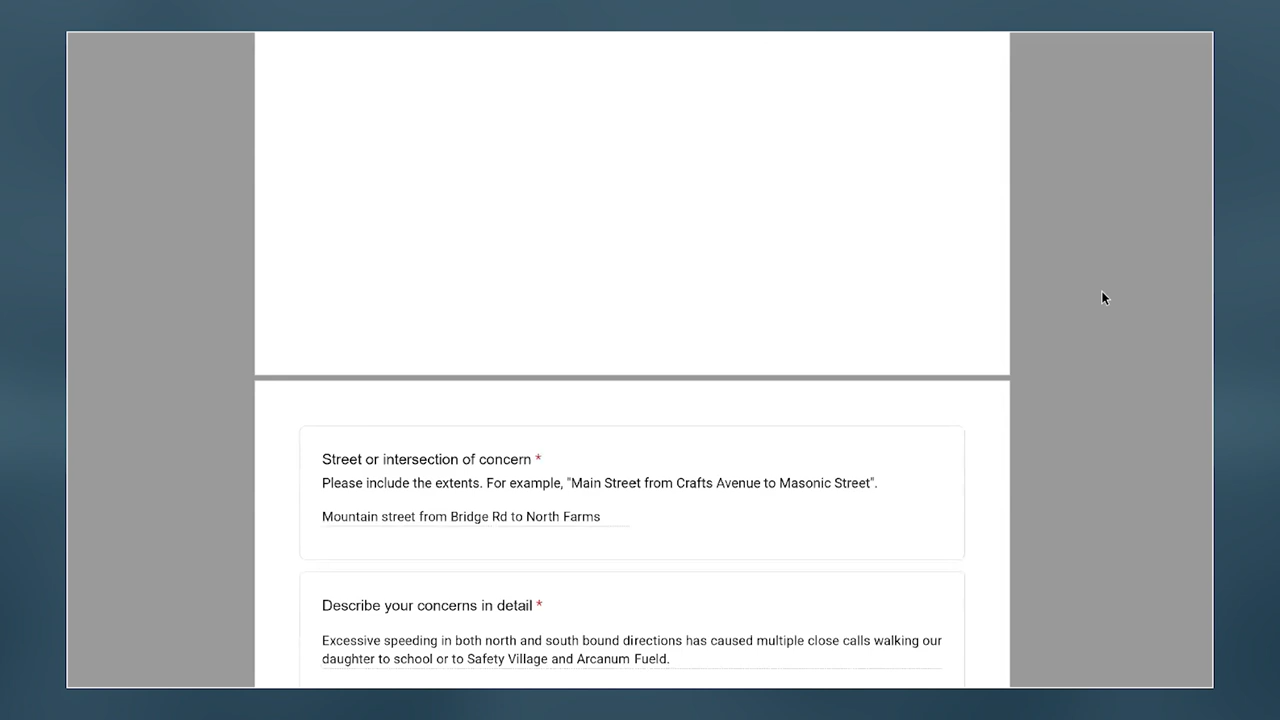 Street or intersection of concern *
Please include the extents. For example, "Main Street from Crafts Avenue to Masonic Street".
Mountain street from Bridge Rd to North Farms
Describe your concerns in detail *
Excessive speeding in both north and south bound directions has caused multiple close calls walking our
daughter to school or to Safety Village and Arcanum Fueld.